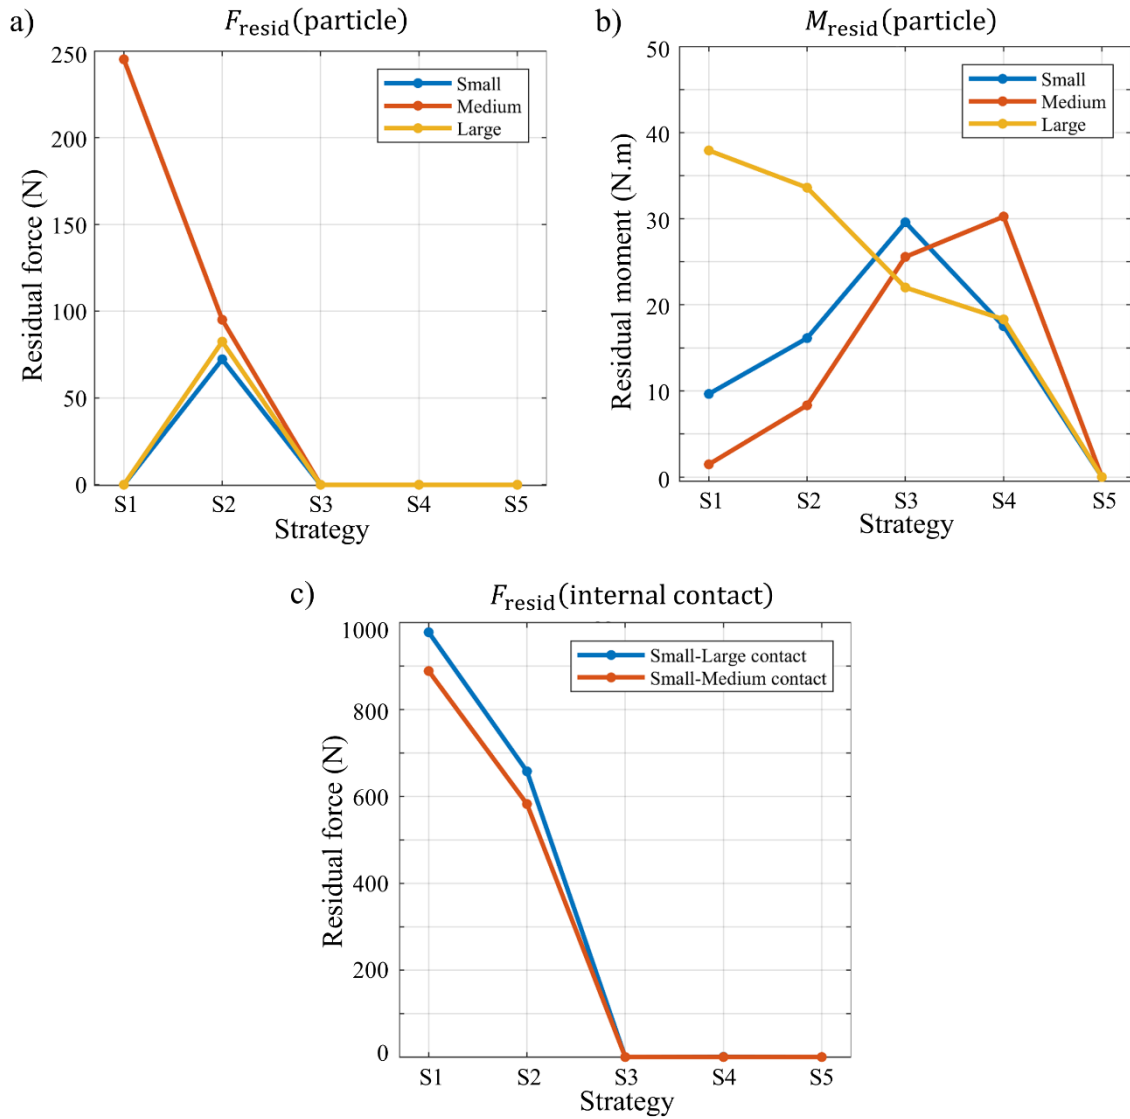 a)
F_resid(particle)
250
200
150
100
50
0
Residual force (N)
Small
Medium
Large
S1 S2 S3 S4 S5
Strategy
b)
M_resid(particle)
50
40
30
20
10
0
Residual moment (N.m)
Small
Medium
Large
S1 S2 S3 S4 S5
Strategy
c)
F_resid(internal contact)
1000
800
600
400
200
0
Residual force (N)
Small-Large contact
Small-Medium contact
S1 S2 S3 S4 S5
Strategy